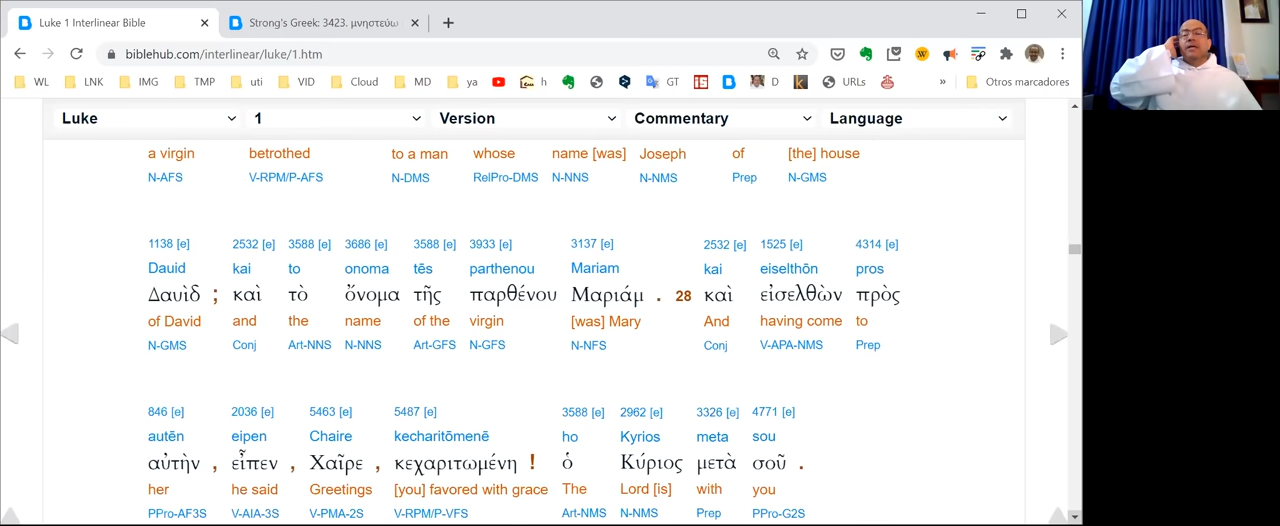 Luke 1 Interlinear Bible × Strong's Greek: 3423. μνηστεύω × +
biblehub.com/interlinear/luke/1.htm
WL LNK IMG TMP uti VID Cloud MD ya h GT D URLs » Otros marcadores
Luke 1 Version Commentary Language
a virgin betrothed to a man whose name [was] Joseph of [the] house
N-AFS V-RPM/P-AFS N-DMS RelPro-DMS N-NNS N-NMS Prep N-GMS
1138 [e] 2532 [e] 3588 [e] 3686 [e] 3588 [e] 3933 [e] 3137 [e] 2532 [e] 1525 [e] 4314 [e]
Dauid kai to onoma tēs parthenou Mariam kai eiselthōn pros
Δαυὶδ ; καὶ τὸ ὄνομα τῆς παρθένου Μαριάμ . 28 καὶ εἰσελθὼν πρὸς
of David and the name of the virgin [was] Mary And having come to
N-GMS Conj Art-NNS N-NNS Art-GFS N-GFS N-NFS Conj V-APA-NMS Prep
846 [e] 2036 [e] 5463 [e] 5487 [e] 3588 [e] 2962 [e] 3326 [e] 4771 [e]
autēn eipen Chaire kecharitōmenē ho Kyrios meta sou
αὐτὴν , εἶπεν , Χαῖρε , κεχαριτωμένη ! ὁ Κύριος μετὰ σοῦ .
her he said Greetings [you] favored with grace The Lord [is] with you
PPro-AF3S V-AIA-3S V-PMA-2S V-RPM/P-VFS Art-NMS N-NMS Prep PPro-G2S